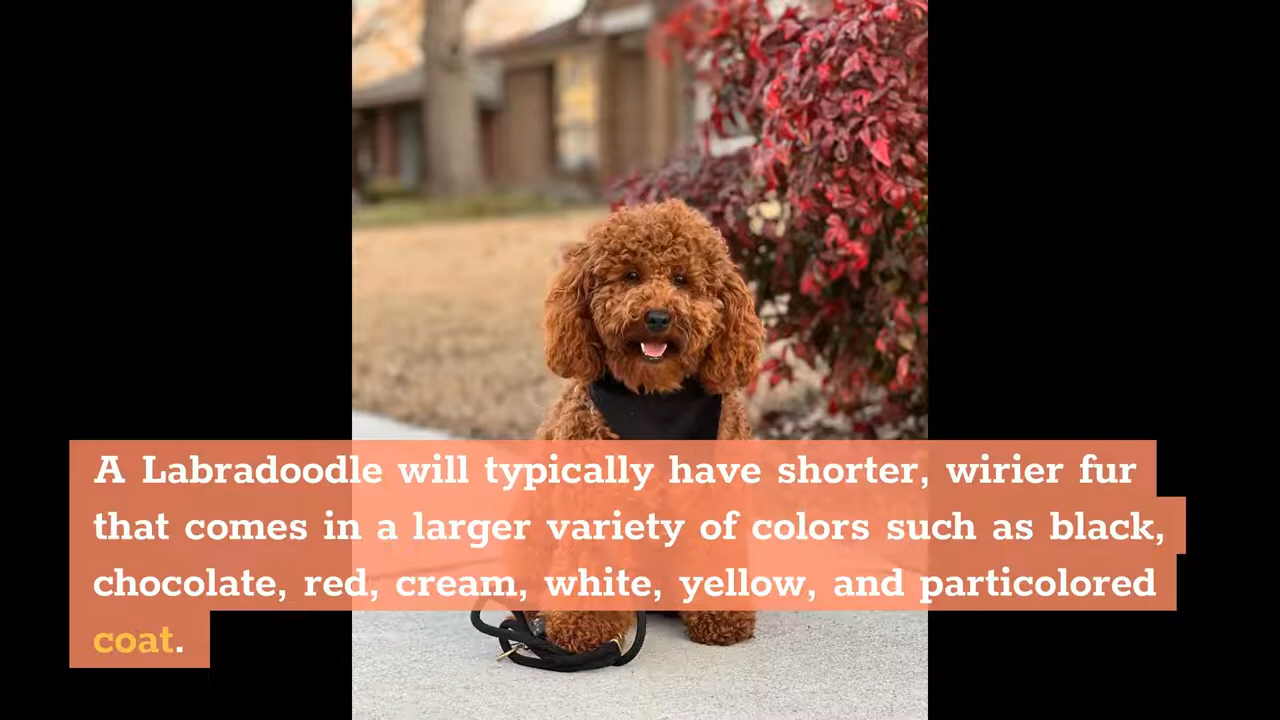 A Labradoodle will typically have shorter, wirier fur
that comes in a larger variety of colors such as black,
chocolate, red, cream, white, yellow, and particolored
coat.